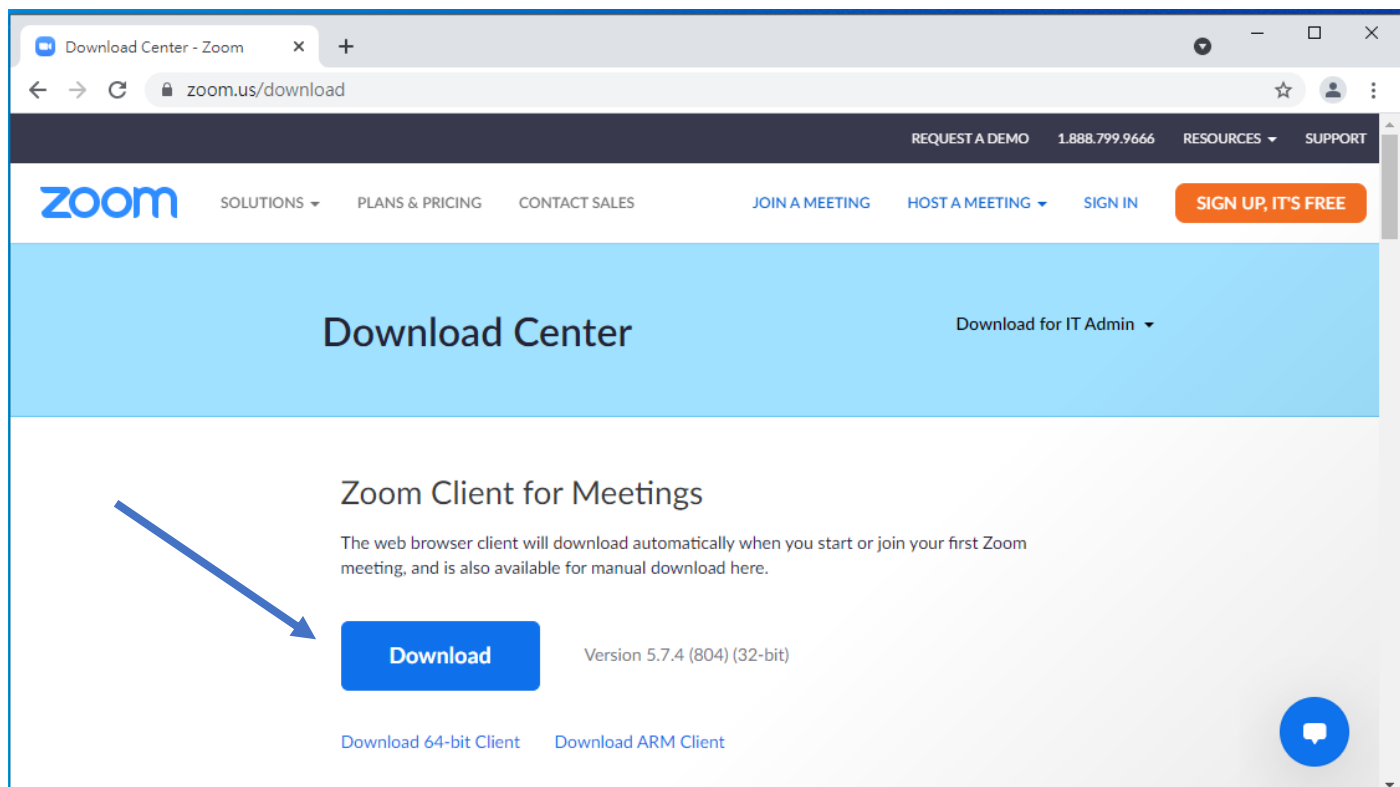 Download Center - Zoom
zoom.us/download
REQUEST A DEMO 1.888.799.9666 RESOURCES SUPPORT
zoom SOLUTIONS PLANS & PRICING CONTACT SALES JOIN A MEETING HOST A MEETING SIGN IN SIGN UP, IT'S FREE
Download Center Download for IT Admin
Zoom Client for Meetings
The web browser client will download automatically when you start or join your first Zoom
meeting, and is also available for manual download here.
Download Version 5.7.4 (804) (32-bit)
Download 64-bit Client Download ARM Client